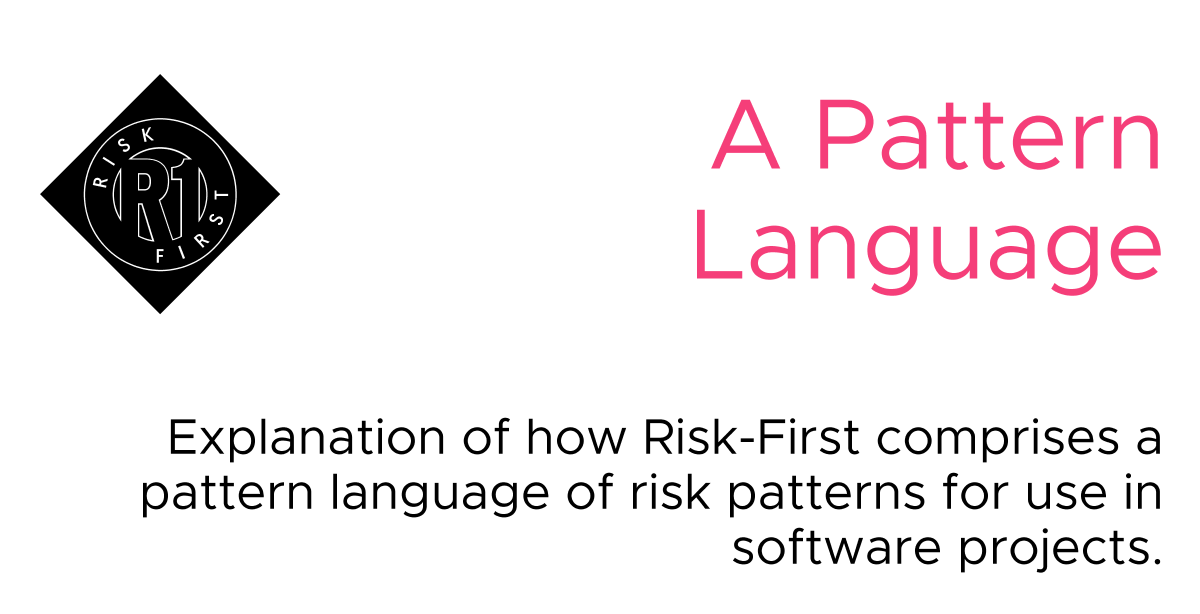 RISK
R1
FIRST
A Pattern
Language
Explanation of how Risk-First comprises a
pattern language of risk patterns for use in
software projects.